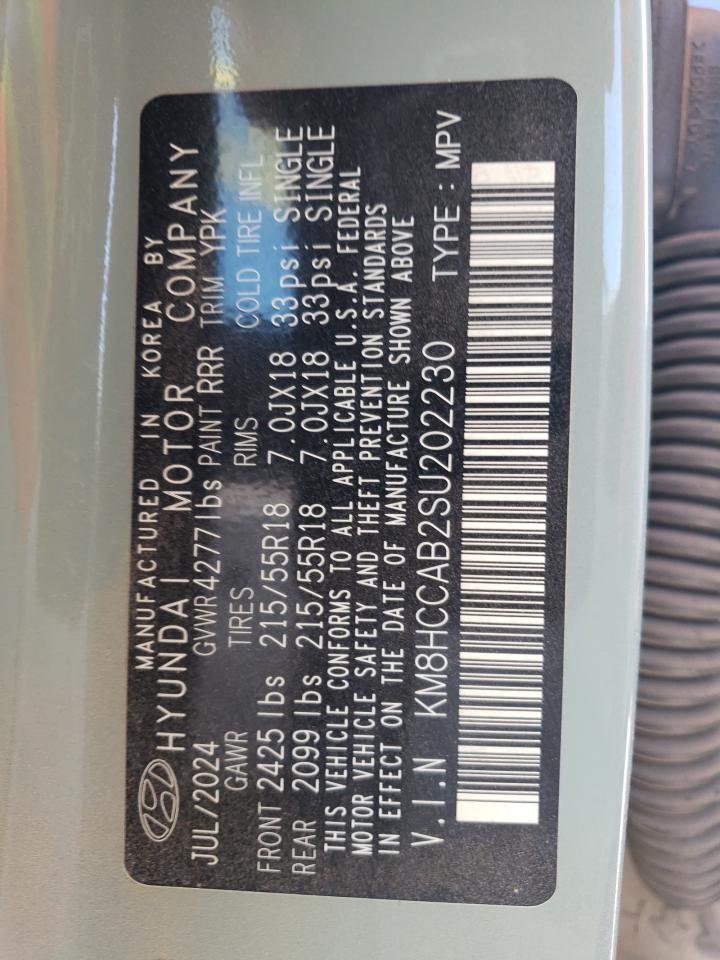 MANUFACTURED IN KOREA BY
HYUNDAI MOTOR COMPANY
JUL/2024 GVWR 4277 lbs PAINT RRR TRIM YPK
GAWR TIRES RIMS COLD TIRE INFL
FRONT 2425 lbs 215/55R18 7.0JX18 33psi SINGLE
REAR 2099 lbs 215/55R18 7.0JX18 33psi SINGLE
THIS VEHICLE CONFORMS TO ALL APPLICABLE U.S.A. FEDERAL
MOTOR VEHICLE SAFETY AND THEFT PREVENTION STANDARDS
IN EFFECT ON THE DATE OF MANUFACTURE SHOWN ABOVE
V.I.N KM8HCCAB2SU202230 TYPE : MPV